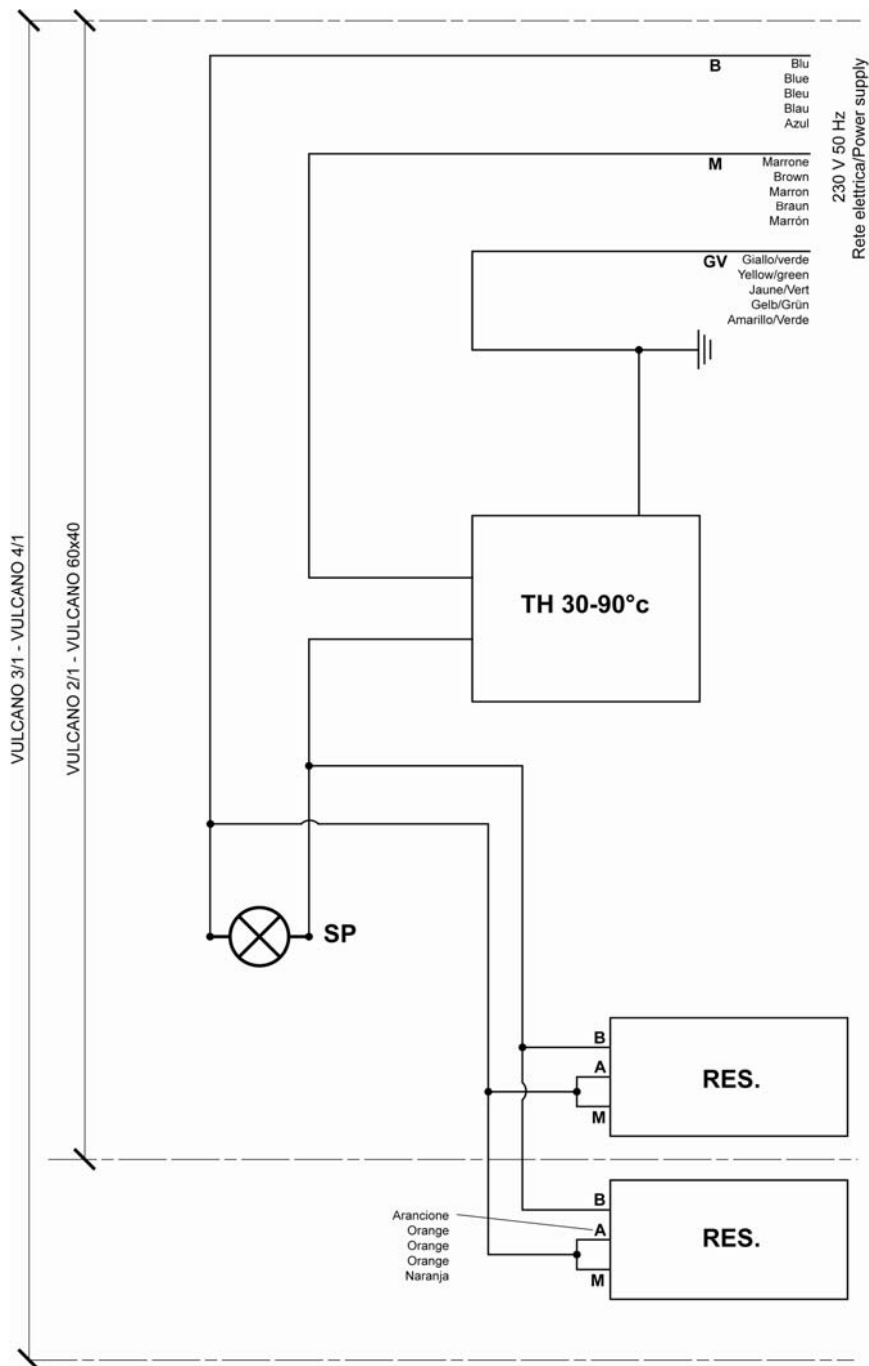 B
Blu
Blue
Bleu
Blau
Azul
M
Marrone
Brown
Marron
Braun
Marrón
GV
Giallo/verde
Yellow/green
Jaune/Vert
Gelb/Grün
Amarillo/Verde
230 V 50 Hz
Rete elettrica/Power supply
VULCANO 3/1 - VULCANO 4/1
VULCANO 2/1 - VULCANO 60x40
TH 30-90°c
SP
B
A
M
RES.
B
A
M
RES.
Arancione
Orange
Orange
Orange
Naranja